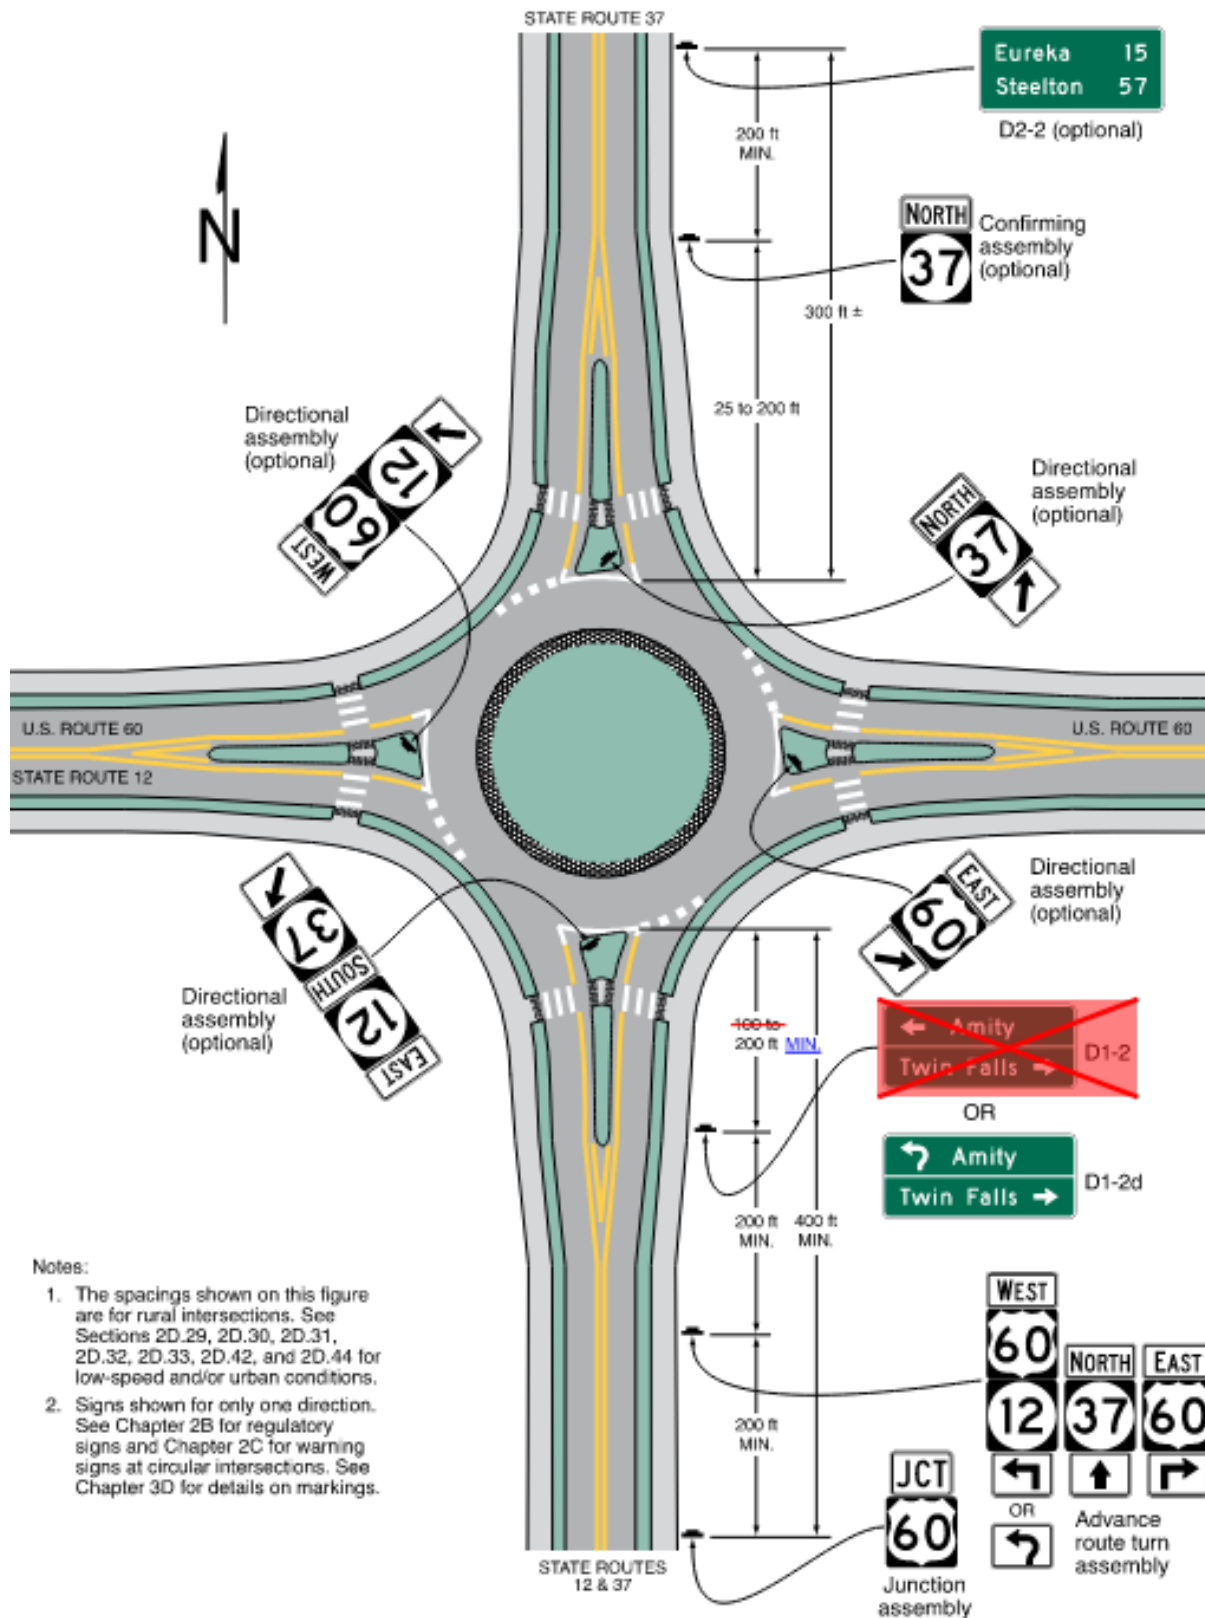 STATE ROUTE 37
Eureka 15
Steelton 57
D2-2 (optional)
200 ft
MIN.
N
NORTH
37
Confirming
assembly
(optional)
300 ft ±
25 to 200 ft
Directional
assembly
(optional)
12
60
WEST
Directional
assembly
(optional)
NORTH
37
U.S. ROUTE 60
STATE ROUTE 12
U.S. ROUTE 60
Directional
assembly
(optional)
EAST
60
37
SOUTH
12
EAST
Directional
assembly
(optional)
100 to
200 ft MIN.
Amity
Twin Falls
D1-2
OR
Amity
Twin Falls
D1-2d
200 ft
MIN.
400 ft
MIN.
Notes:
1. The spacings shown on this figure
are for rural intersections. See
Sections 2D.29, 2D.30, 2D.31,
2D.32, 2D.33, 2D.42, and 2D.44 for
low-speed and/or urban conditions.
2. Signs shown for only one direction.
See Chapter 2B for regulatory
signs and Chapter 2C for warning
signs at circular intersections. See
Chapter 3D for details on markings.
WEST
60
12
NORTH
37
EAST
60
OR
Advance
route turn
assembly
200 ft
MIN.
JCT
60
Junction
assembly
STATE ROUTES
12 & 37